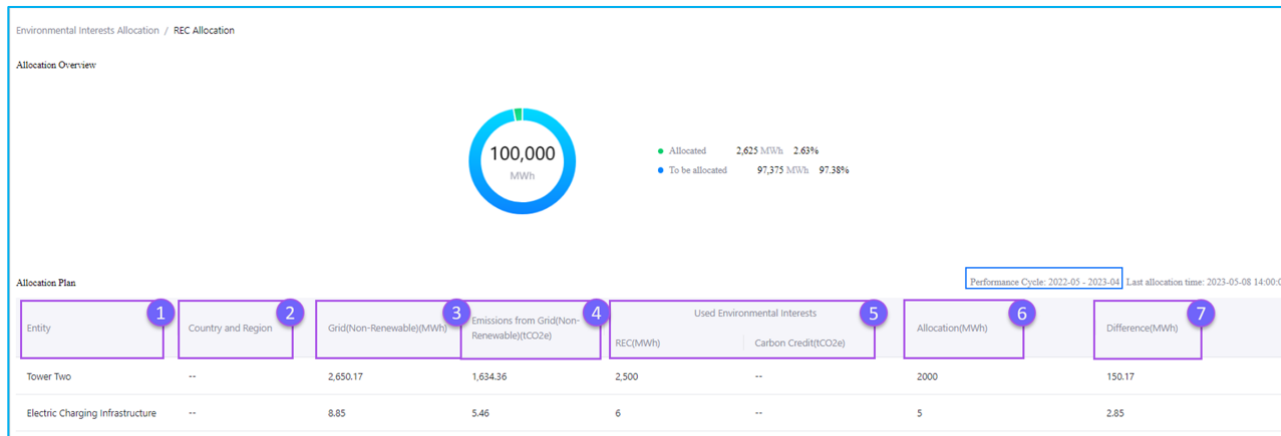 Environmental Interests Allocation / REC Allocation
Allocation Overview
100,000
MWh
Allocated 2,625 MWh 2.63%
To be allocated 97,375 MWh 97.38%
Allocation Plan
Performance Cycle: 2022-05 - 2023-04 Last allocation time: 2023-05-08
1 2 3 4 5 6 7
Entity Country and Region Grid(Non-Renewable)(MWh) Emissions from Grid(Non-Renewable)(tCO2e) Used Environmental Interests Allocation(MWh) Difference(MWh)
REC(MWh) Carbon Credit(tCO2e)
Tower Two -- 2,650.17 1,634.36 2,500 -- 2000 150.17
Electric Charging Infrastructure -- 8.85 5.46 6 -- 5 2.85